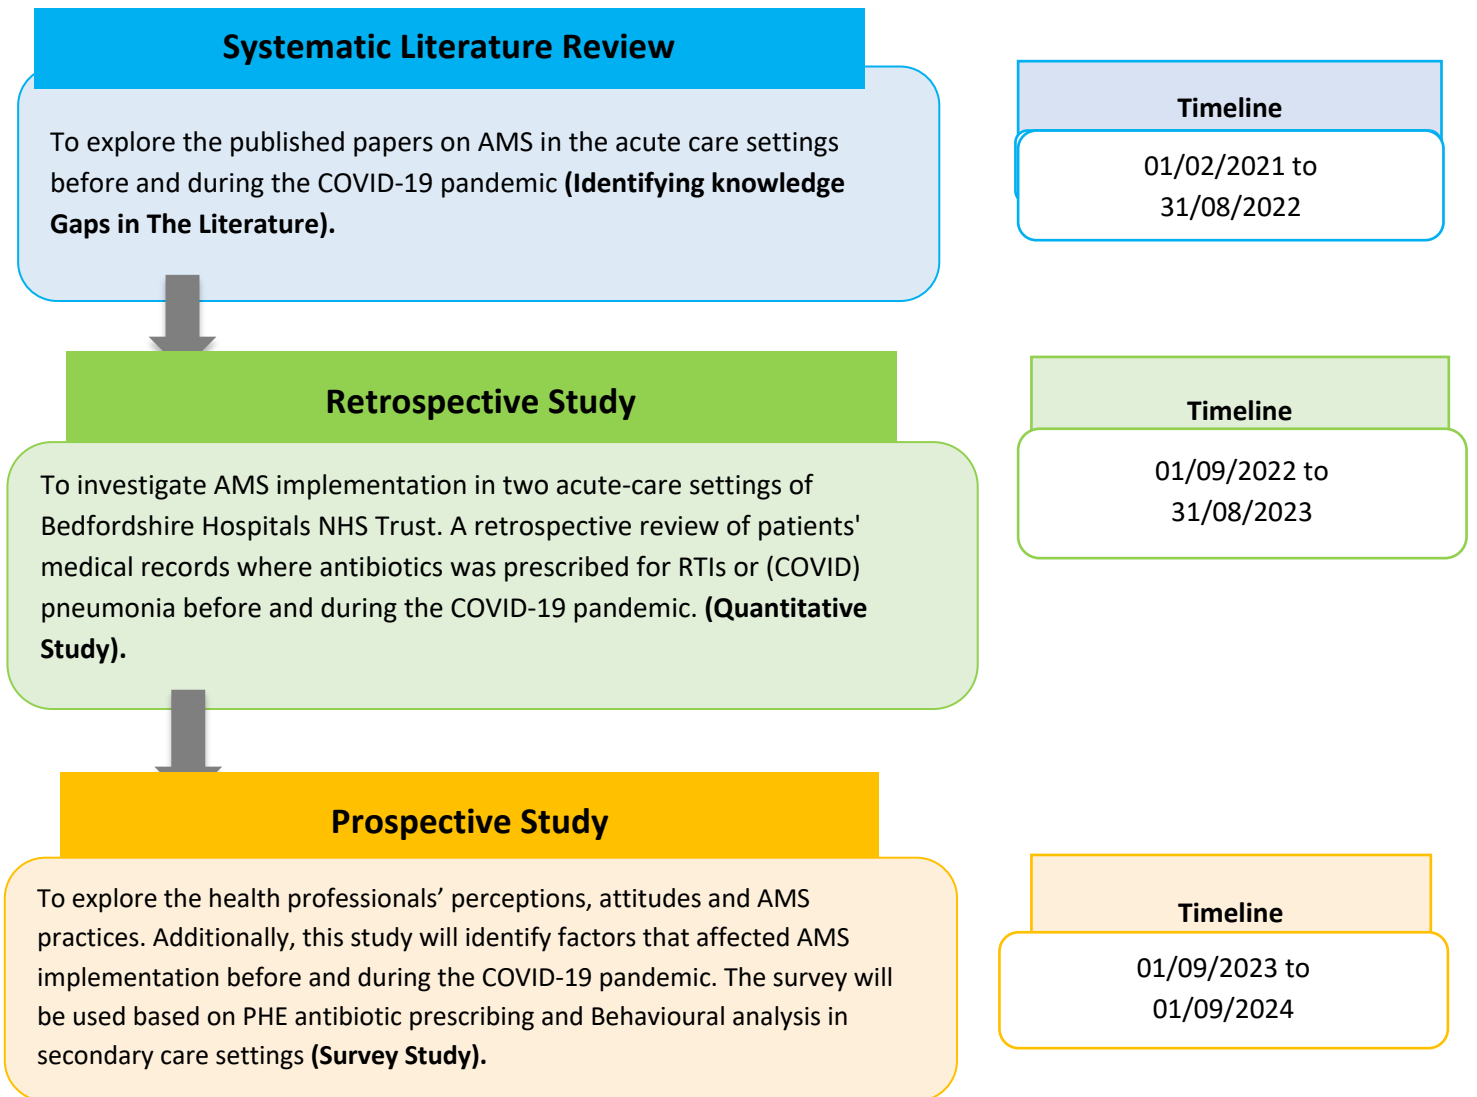 Systematic Literature Review
To explore the published papers on AMS in the acute care settings
before and during the COVID-19 pandemic (Identifying knowledge
Gaps in The Literature).
Timeline
01/02/2021 to
31/08/2022
Retrospective Study
To investigate AMS implementation in two acute-care settings of
Bedfordshire Hospitals NHS Trust. A retrospective review of patients'
medical records where antibiotics was prescribed for RTIs or (COVID)
pneumonia before and during the COVID-19 pandemic. (Quantitative
Study).
Timeline
01/09/2022 to
31/08/2023
Prospective Study
To explore the health professionals’ perceptions, attitudes and AMS
practices. Additionally, this study will identify factors that affected AMS
implementation before and during the COVID-19 pandemic. The survey will
be used based on PHE antibiotic prescribing and Behavioural analysis in
secondary care settings (Survey Study).
Timeline
01/09/2023 to
01/09/2024